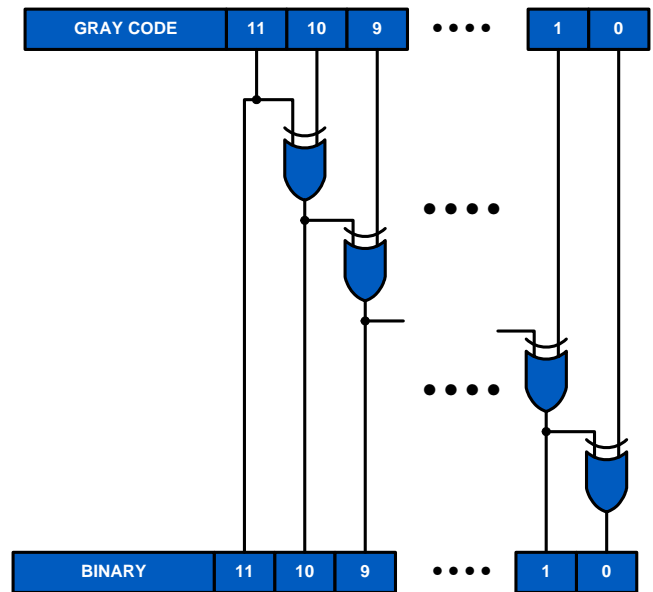 GRAY CODE 11 10 9 •••• 1 0
BINARY 11 10 9 •••• 1 0